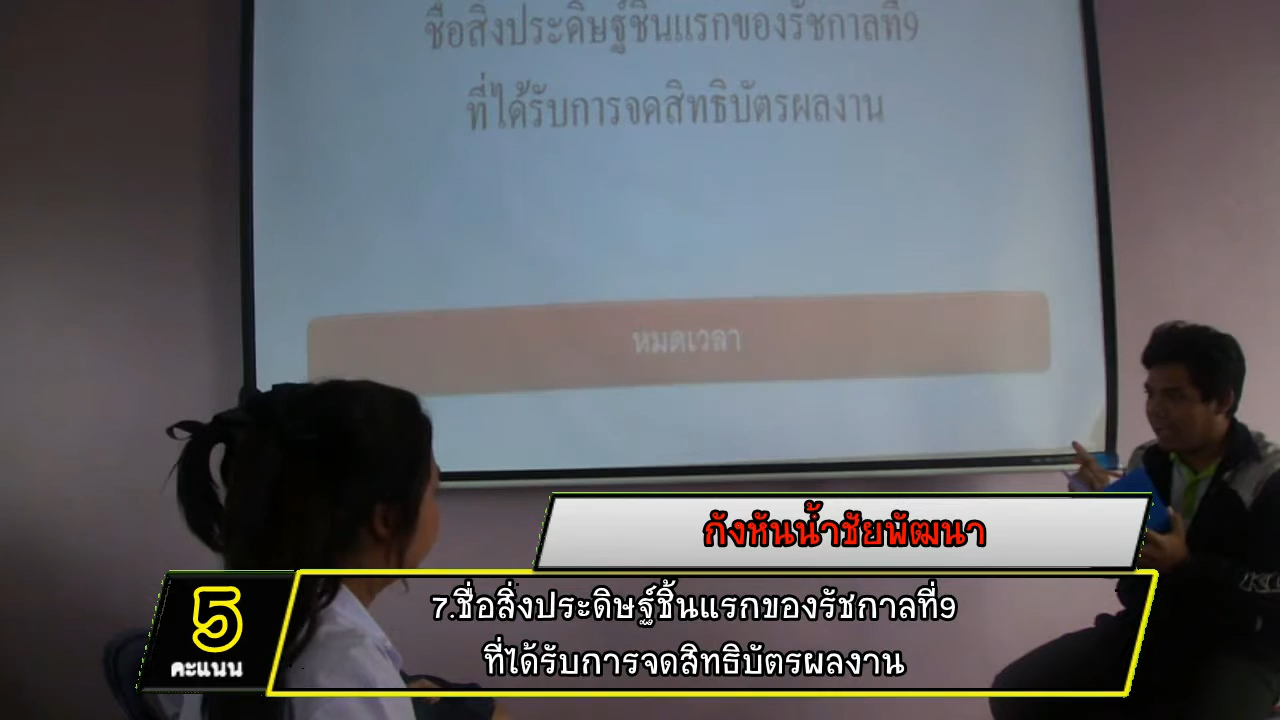 ชื่อสิ่งประดิษฐ์ชิ้นแรกของรัชกาลที่9
ที่ได้รับการจดสิทธิบัตรผลงาน
หมดเวลา
กังหันน้ำชัยพัฒนา
5
คะแนน
7.ชื่อสิ่งประดิษฐ์ชิ้นแรกของรัชกาลที่9
ที่ได้รับการจดสิทธิบัตรผลงาน